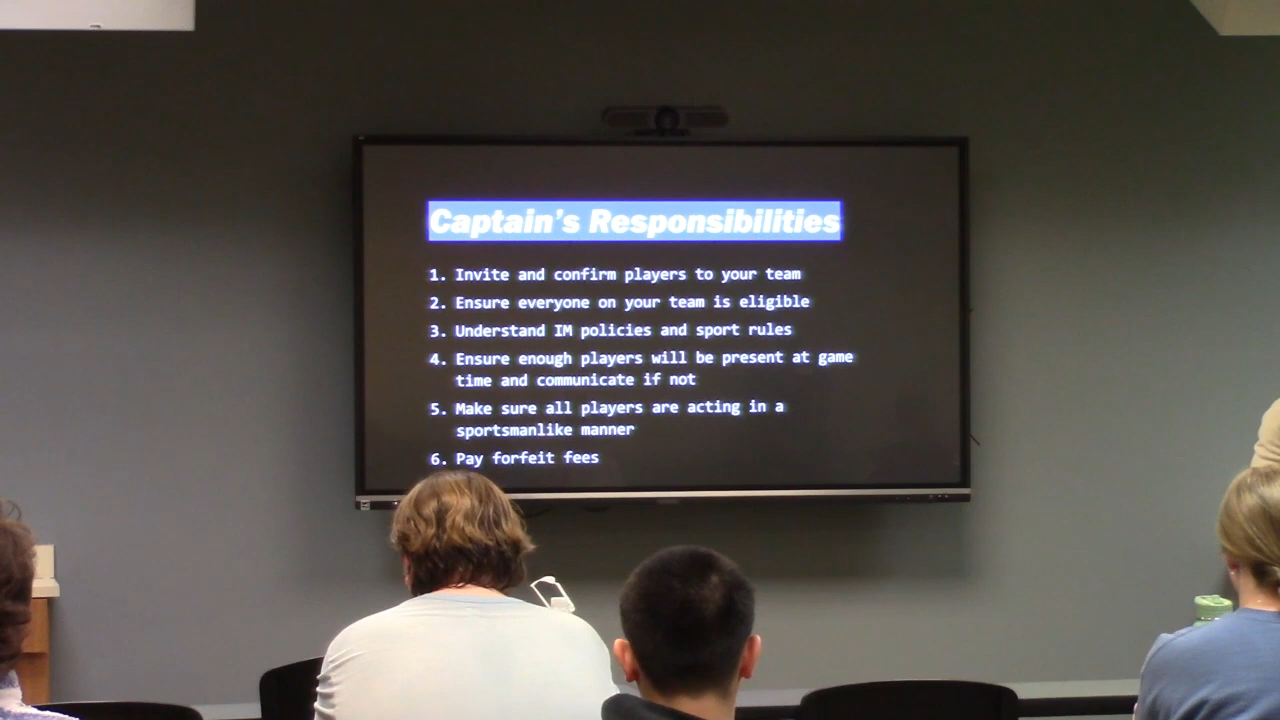 Captain's Responsibilities
1. Invite and confirm players to your team
2. Ensure everyone on your team is eligible
3. Understand IM policies and sport rules
4. Ensure enough players will be present at game
time and communicate if not
5. Make sure all players are acting in a
sportsmanlike manner
6. Pay forfeit fees